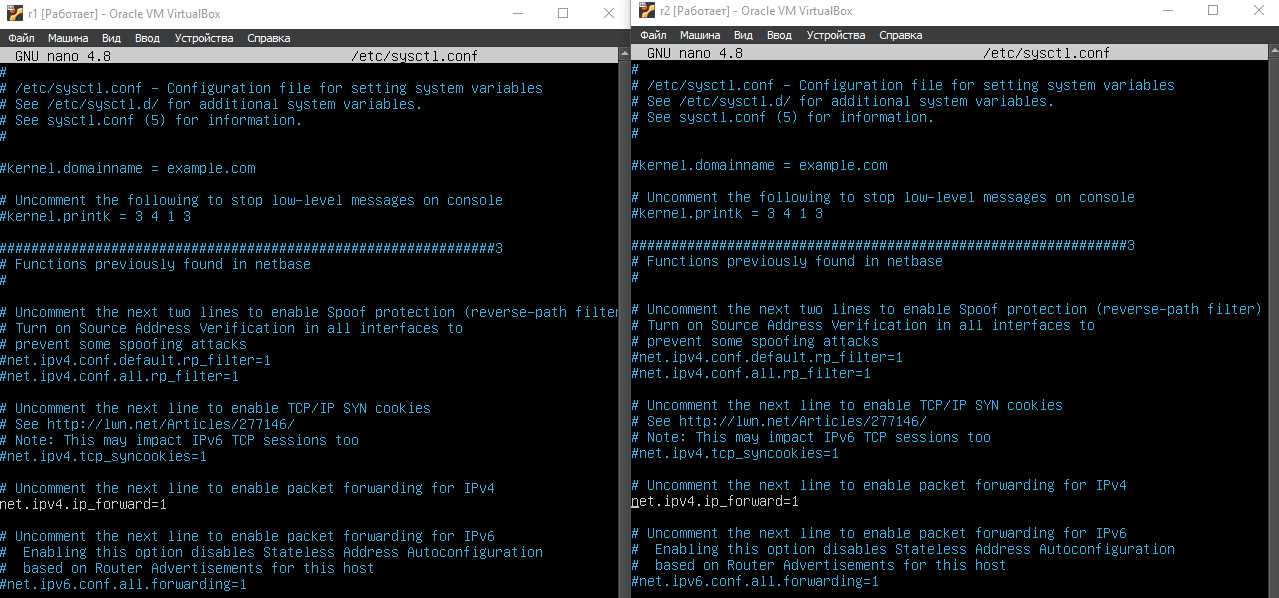 r1 [Работает] - Oracle VM VirtualBox
Файл Машина Вид Ввод Устройства Справка
GNU nano 4.8 /etc/sysctl.conf
#
# /etc/sysctl.conf - Configuration file for setting system variables
# See /etc/sysctl.d/ for additional system variables.
# See sysctl.conf (5) for information.
#
#kernel.domainname = example.com
# Uncomment the following to stop low-level messages on console
#kernel.printk = 3 4 1 3
##############################################################3
# Functions previously found in netbase
#
# Uncomment the next two lines to enable Spoof protection (reverse-path filter
# Turn on Source Address Verification in all interfaces to
# prevent some spoofing attacks
#net.ipv4.conf.default.rp_filter=1
#net.ipv4.conf.all.rp_filter=1
# Uncomment the next line to enable TCP/IP SYN cookies
# See http://lwn.net/Articles/277146/
# Note: This may impact IPv6 TCP sessions too
#net.ipv4.tcp_syncookies=1
# Uncomment the next line to enable packet forwarding for IPv4
net.ipv4.ip_forward=1
# Uncomment the next line to enable packet forwarding for IPv6
#  Enabling this option disables Stateless Address Autoconfiguration
#  based on Router Advertisements for this host
#net.ipv6.conf.all.forwarding=1
r2 [Работает] - Oracle VM VirtualBox
Файл Машина Вид Ввод Устройства Справка
GNU nano 4.8 /etc/sysctl.conf
#
# /etc/sysctl.conf - Configuration file for setting system variables
# See /etc/sysctl.d/ for additional system variables.
# See sysctl.conf (5) for information.
#
#kernel.domainname = example.com
# Uncomment the following to stop low-level messages on console
#kernel.printk = 3 4 1 3
##############################################################3
# Functions previously found in netbase
#
# Uncomment the next two lines to enable Spoof protection (reverse-path filter)
# Turn on Source Address Verification in all interfaces to
# prevent some spoofing attacks
#net.ipv4.conf.default.rp_filter=1
#net.ipv4.conf.all.rp_filter=1
# Uncomment the next line to enable TCP/IP SYN cookies
# See http://lwn.net/Articles/277146/
# Note: This may impact IPv6 TCP sessions too
#net.ipv4.tcp_syncookies=1
# Uncomment the next line to enable packet forwarding for IPv4
net.ipv4.ip_forward=1
# Uncomment the next line to enable packet forwarding for IPv6
#  Enabling this option disables Stateless Address Autoconfiguration
#  based on Router Advertisements for this host
#net.ipv6.conf.all.forwarding=1